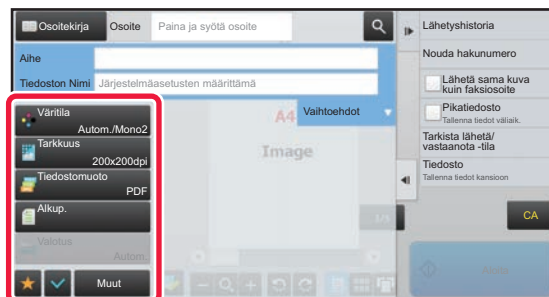 Osoitekirja
Osoite
Paina ja syötä osoite
Aihe
Tiedoston Nimi
Järjestelmäasetusten määrittämä
Väritila
Autom./Mono2
Tarkkuus
200x200dpi
Tiedostomuoto
PDF
Alkup.
Valotus
Autom.
Muut
A4
Vaihtoehdot
Image
Lähetyshistoria
Nouda hakunumero
Lähetä sama kuva
kuin faksiosoite
Pikatiedosto
Tallenna tiedot väliaik.
Tarkista lähetä/
vastaanota -tila
Tiedosto
Tallenna tiedot kansioon
CA